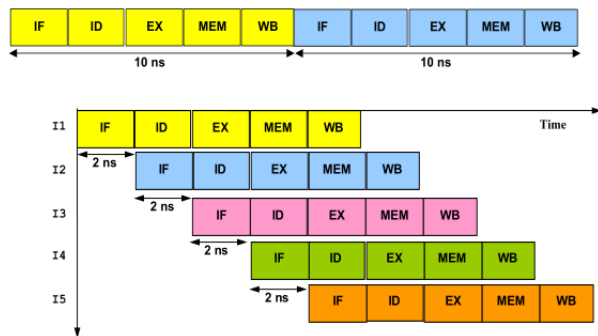 IF ID EX MEM WB IF ID EX MEM WB
10 ns 10 ns
I1 IF ID EX MEM WB Time
2 ns
I2 IF ID EX MEM WB
2 ns
I3 IF ID EX MEM WB
2 ns
I4 IF ID EX MEM WB
2 ns
I5 IF ID EX MEM WB